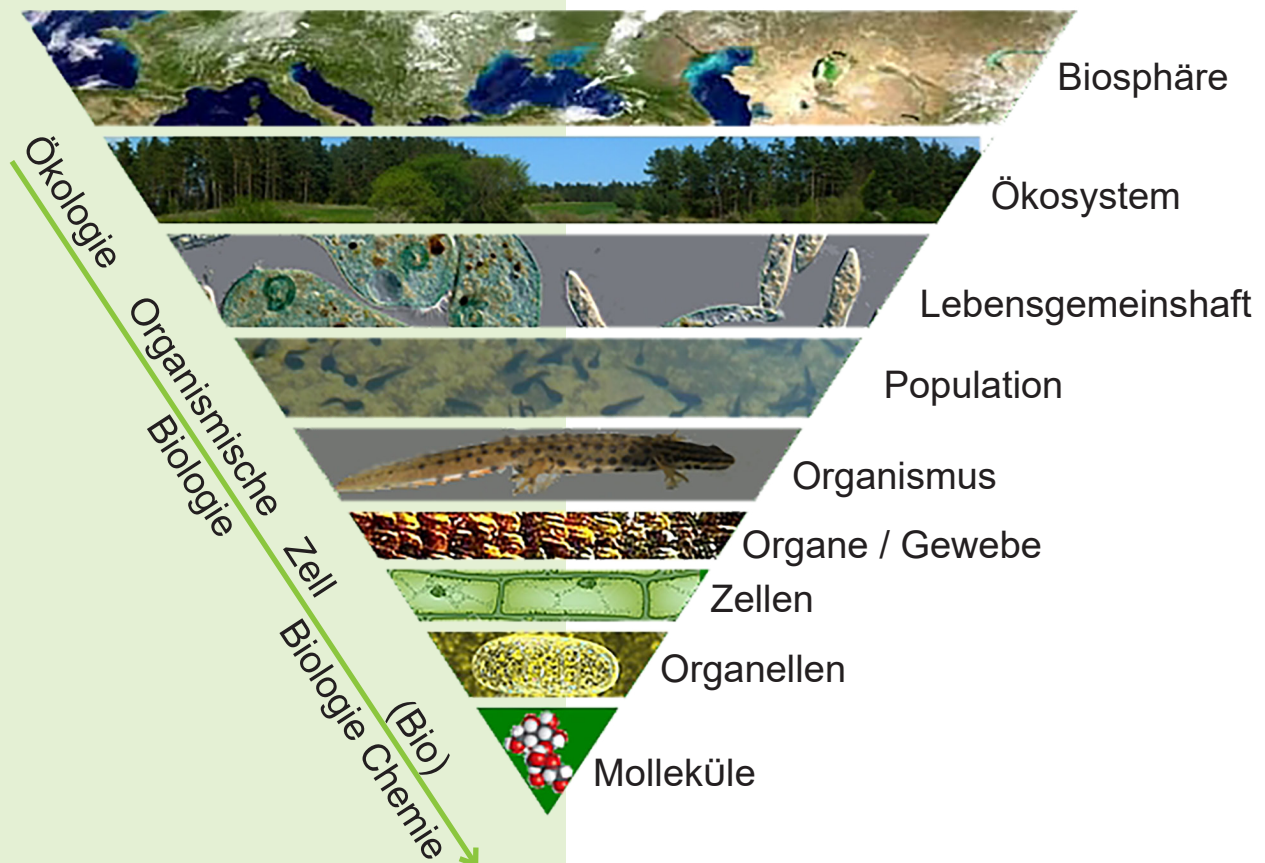 Biosphäre
Ökosystem
Lebensgemeinshaft
Population
Organismus
Organe / Gewebe
Zellen
Organellen
Molleküle
Ökologie
Organismische
Biologie
Zell
Biologie
(Bio)
Chemie